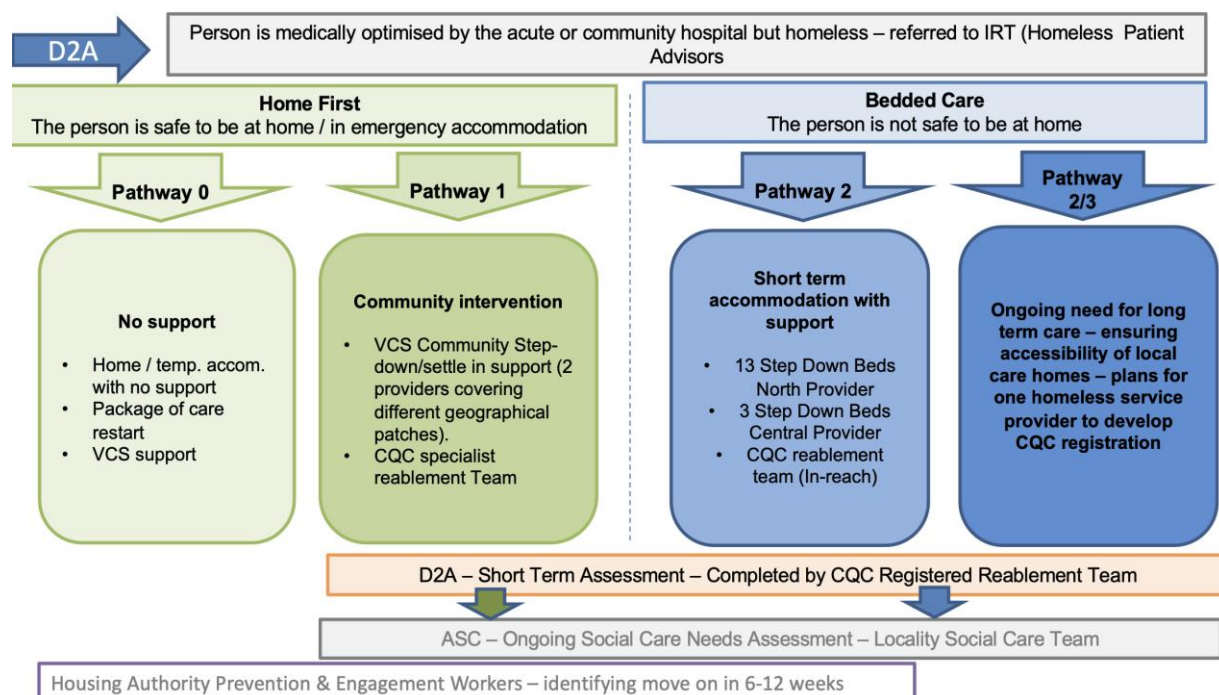 D2A
Person is medically optimised by the acute or community hospital but homeless – referred to IRT (Homeless Patient
Advisors
Home First
The person is safe to be at home / in emergency accommodation
Bedded Care
The person is not safe to be at home
Pathway 0
Pathway 1
Pathway 2
Pathway
2/3
No support
• Home / temp. accom.
with no support
• Package of care
restart
• VCS support
Community intervention
• VCS Community Step-
down/settle in support (2
providers covering
different geographical
patches).
• CQC specialist
reablement Team
Short term
accommodation with
support
• 13 Step Down Beds
North Provider
• 3 Step Down Beds
Central Provider
• CQC reablement
team (In-reach)
Ongoing need for long
term care – ensuring
accessibility of local
care homes – plans for
one homeless service
provider to develop
CQC registration
D2A – Short Term Assessment – Completed by CQC Registered Reablement Team
ASC – Ongoing Social Care Needs Assessment – Locality Social Care Team
Housing Authority Prevention & Engagement Workers – identifying move on in 6-12 weeks